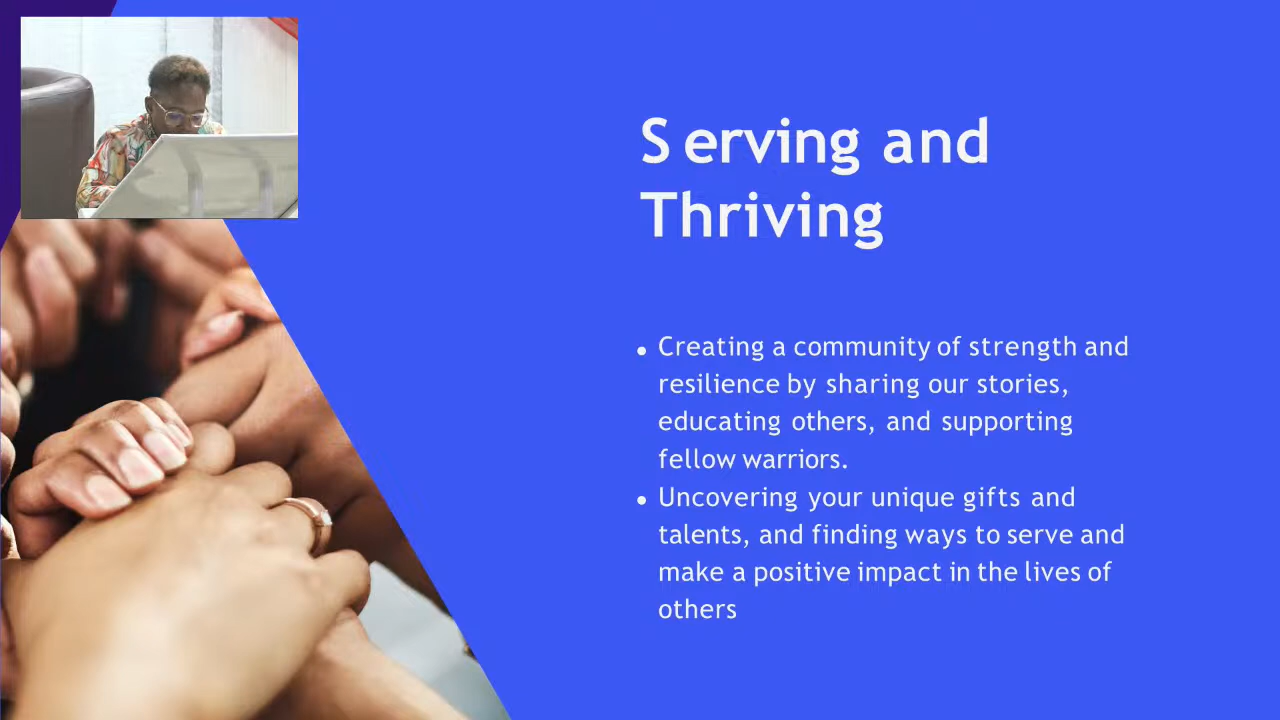 Serving and
Thriving
• Creating a community of strength and
resilience by sharing our stories,
educating others, and supporting
fellow warriors.
• Uncovering your unique gifts and
talents, and finding ways to serve and
make a positive impact in the lives of
others